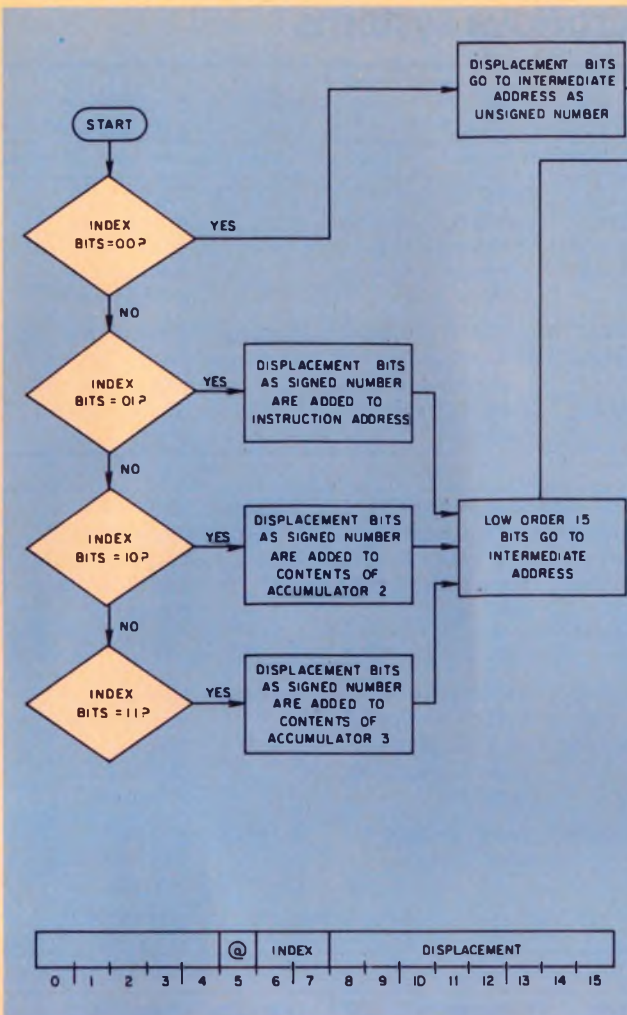 START
DISPLACEMENT BITS
GO TO INTERMEDIATE
ADDRESS AS
UNSIGNED NUMBER
INDEX
BITS=00?
YES
NO
INDEX
BITS = 01?
YES
DISPLACEMENT BITS
AS SIGNED NUMBER
ARE ADDED TO
INSTRUCTION ADDRESS
NO
INDEX
BITS = 10?
YES
DISPLACEMENT BITS
AS SIGNED NUMBER
ARE ADDED TO
CONTENTS OF
ACCUMULATOR 2
LOW ORDER 15
BITS GO TO
INTERMEDIATE
ADDRESS
NO
INDEX
BITS = 11?
YES
DISPLACEMENT BITS
AS SIGNED NUMBER
ARE ADDED TO
CONTENTS OF
ACCUMULATOR 3
@ INDEX DISPLACEMENT
0 1 2 3 4 5 6 7 8 9 10 11 12 13 14 15